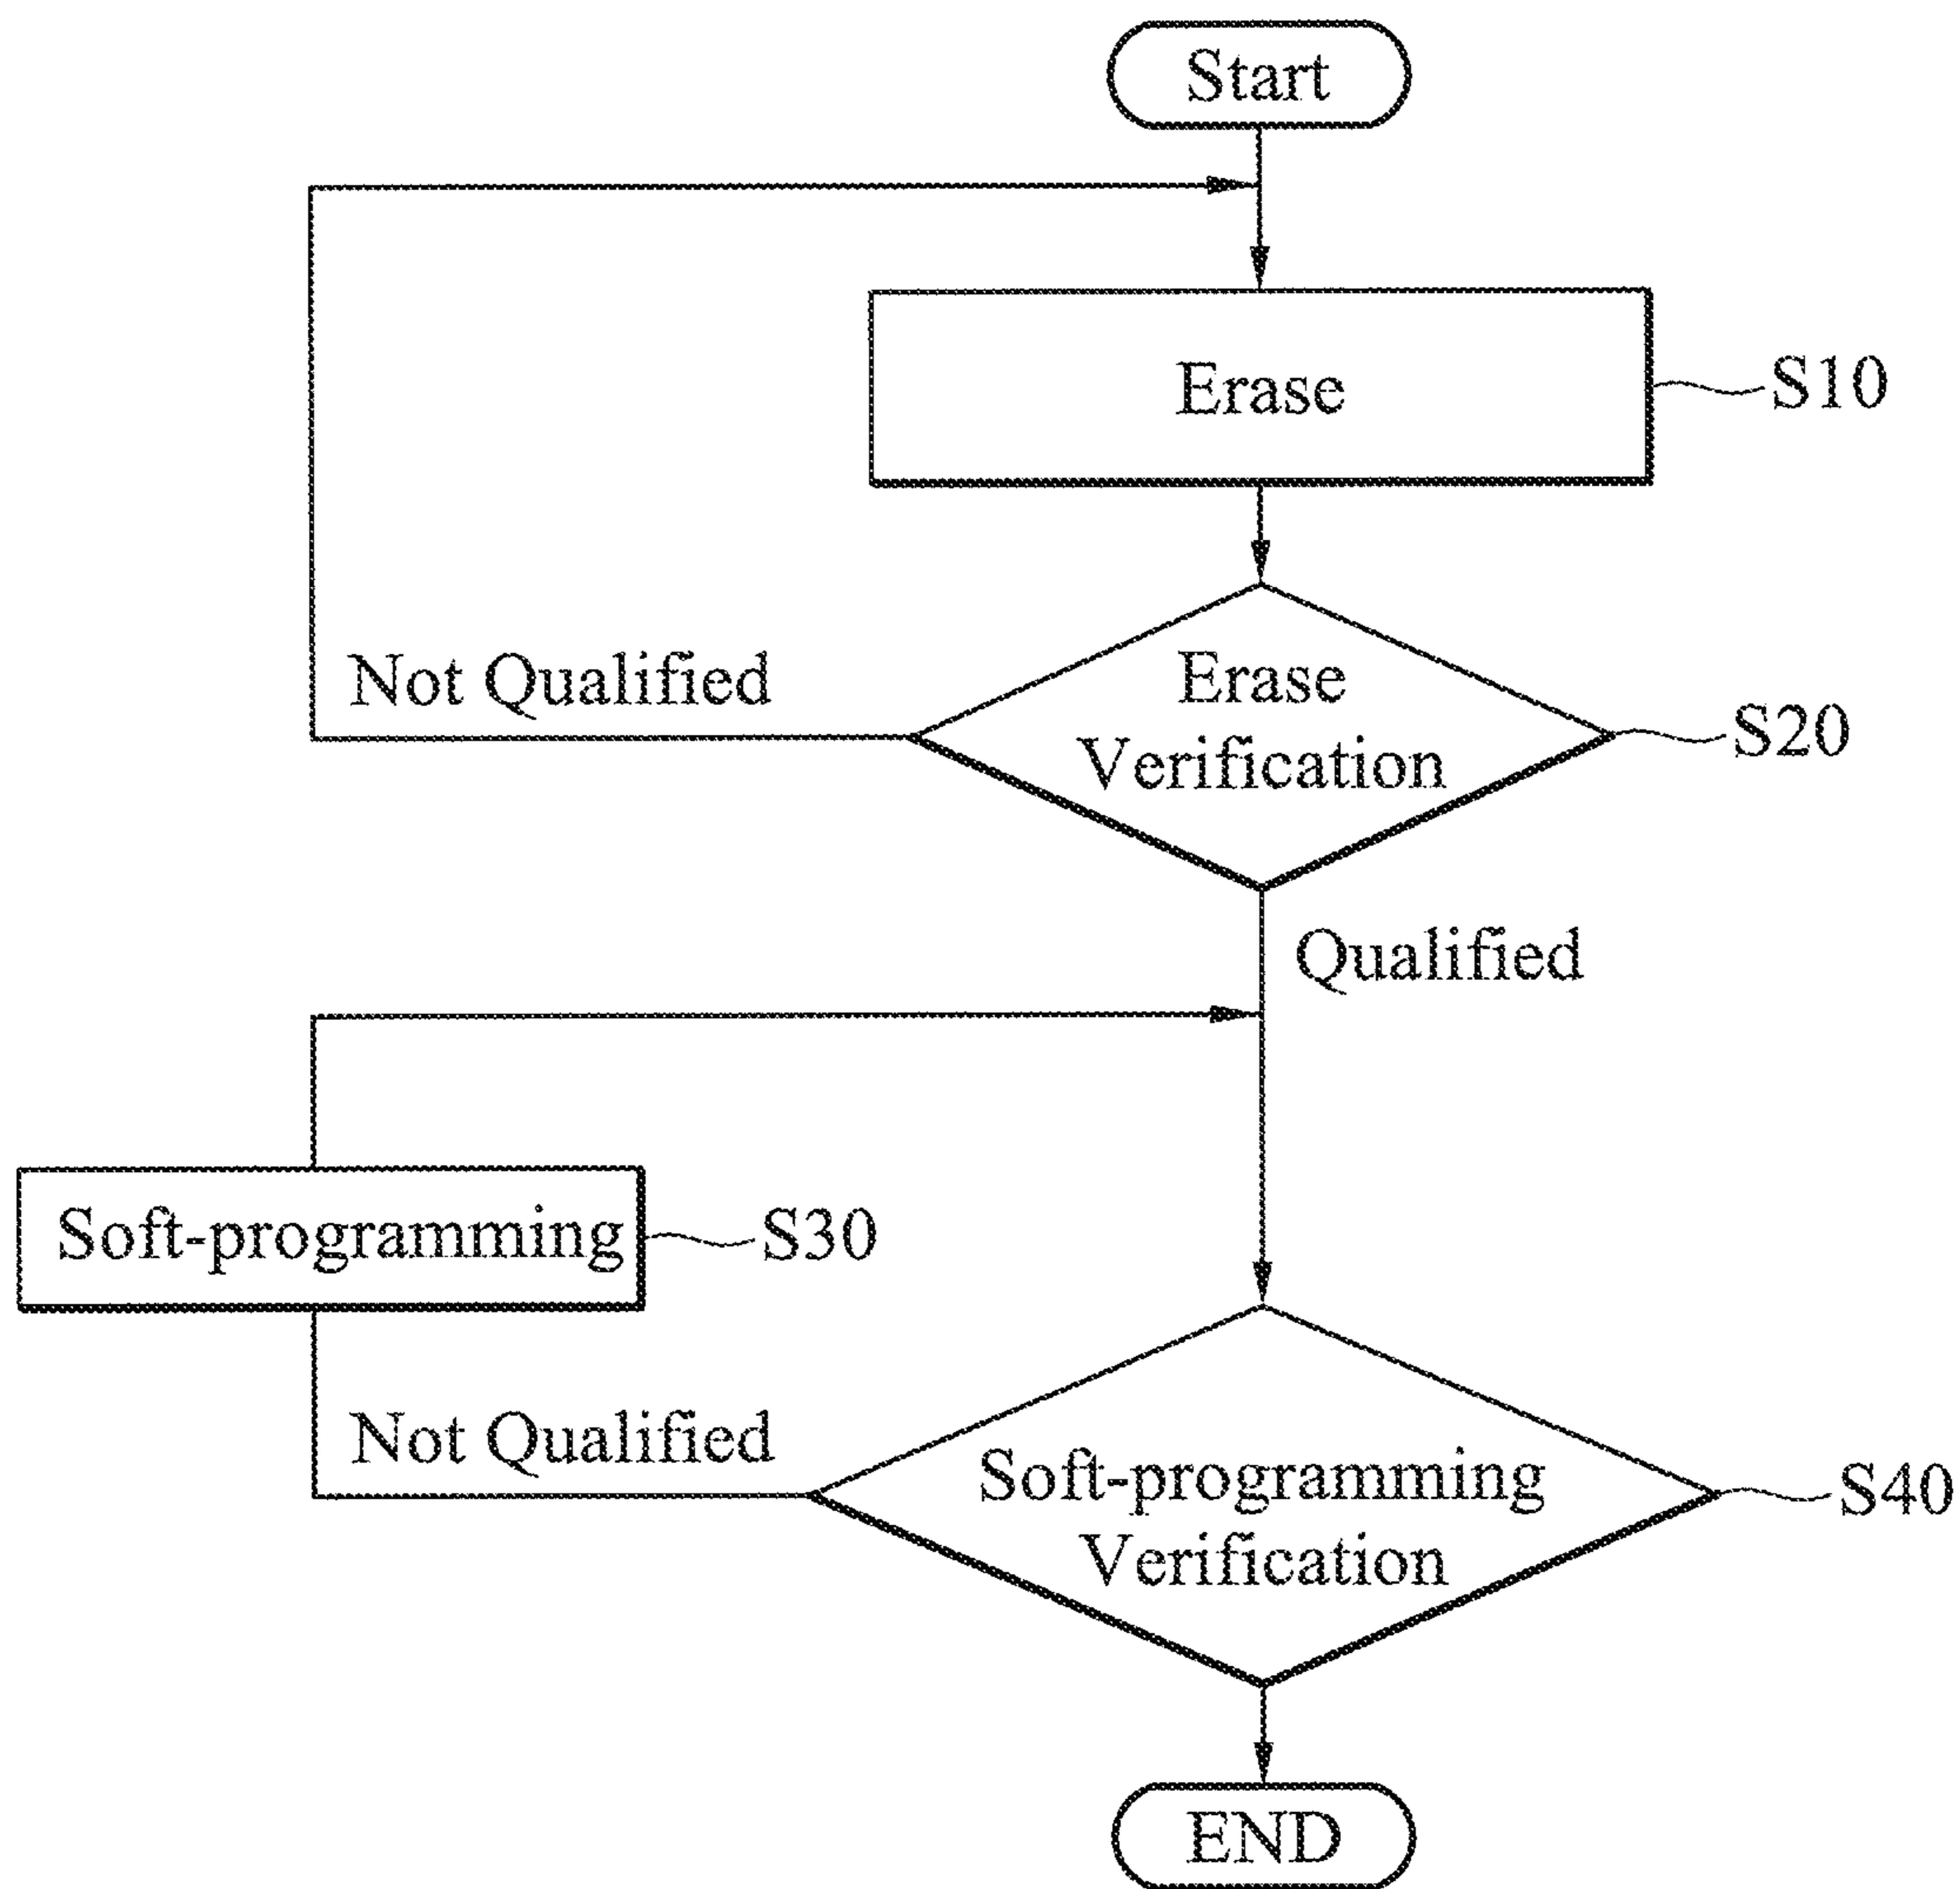 Start
Erase
S10
Not Qualified
Erase
Verification
S20
Qualified
Soft-programming
S30
Not Qualified
Soft-programming
Verification
S40
END